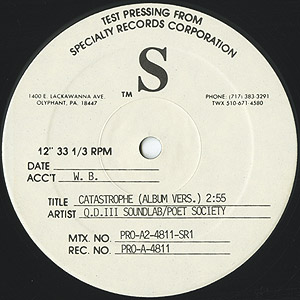 TEST PRESSING FROM
SPECIALTY RECORDS CORPORATION
S
TM
1400 E. LACKAWANNA AVE.
OLYPHANT, PA. 18447
PHONE: (717) 383-3291
TWX 510-671-4580
12" 33 1/3 RPM
DATE
ACC'T W.B.
TITLE CATASTROPHE (ALBUM VERS.) 2:55
ARTIST Q.D.III SOUNDLAB/POET SOCIETY
MTX. NO. PRO-A2-4811-SR1
REC. NO. PRO-A-4811